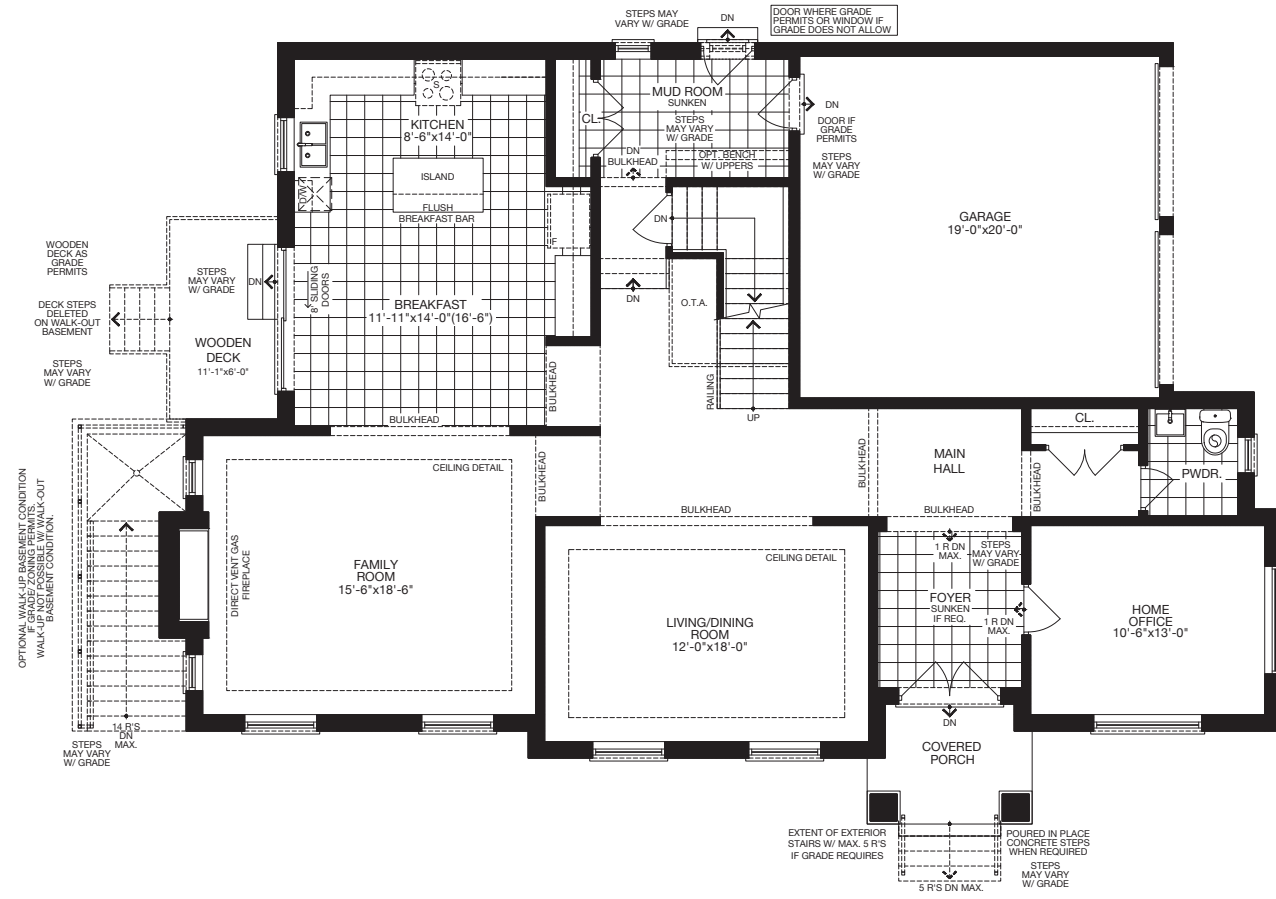 STEPS MAY
VARY W/ GRADE
DN
DOOR WHERE GRADE
PERMITS OR WINDOW IF
GRADE DOES NOT ALLOW
S
KITCHEN
8'-6"x14'-0"
ISLAND
FLUSH
BREAKFAST BAR
D/W
F
CL.
MUD ROOM
SUNKEN
STEPS
MAY VARY
W/ GRADE
OPT. BENCH
W/ UPPERS
DN
BULKHEAD
DN
DOOR IF
GRADE
PERMITS
STEPS
MAY VARY
W/ GRADE
GARAGE
19'-0"x20'-0"
DN
DN
O.T.A.
RAILING
UP
WOODEN
DECK AS
GRADE
PERMITS
DECK STEPS
DELETED
ON WALK-OUT
BASEMENT
STEPS
MAY VARY
W/ GRADE
STEPS
MAY VARY
W/ GRADE
DN
WOODEN
DECK
11'-1"x6'-0"
8' SLIDING
DOORS
BREAKFAST
11'-11"x14'-0"(16'-6")
BULKHEAD
BULKHEAD
OPTIONAL WALK-UP BASEMENT CONDITION
IF GRADE/ ZONING PERMITS.
WALK-UP NOT POSSIBLE W/ WALK-OUT
BASEMENT CONDITION.
14 R'S
DN
MAX.
STEPS
MAY VARY
W/ GRADE
CEILING DETAIL
DIRECT VENT GAS
FIREPLACE
FAMILY
ROOM
15'-6"x18'-6"
BULKHEAD
BULKHEAD
CEILING DETAIL
LIVING/DINING
ROOM
12'-0"x18'-0"
BULKHEAD
MAIN
HALL
BULKHEAD
BULKHEAD
CL.
PWDR.
1 R DN
MAX.
STEPS
MAY VARY
W/ GRADE
FOYER
SUNKEN
IF REQ.
1 R DN
MAX.
HOME
OFFICE
10'-6"x13'-0"
DN
COVERED
PORCH
EXTENT OF EXTERIOR
STAIRS W/ MAX. 5 R'S
IF GRADE REQUIRES
POURED IN PLACE
CONCRETE STEPS
WHEN REQUIRED
STEPS
MAY VARY
W/ GRADE
5 R'S DN MAX.